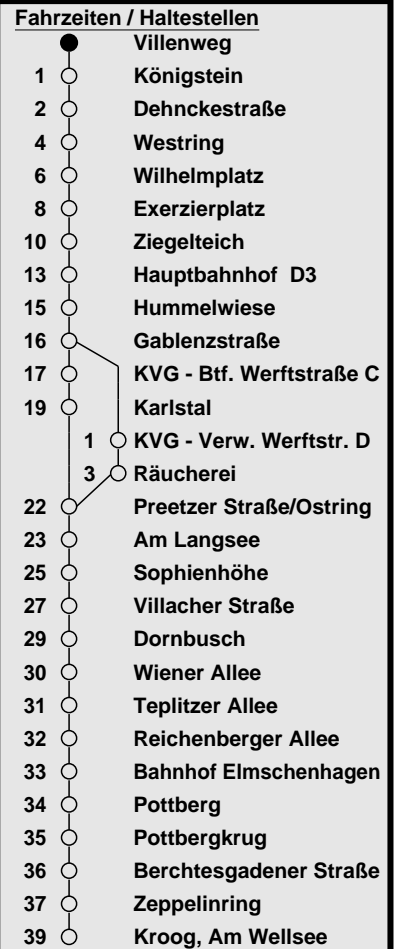 Fahrzeiten / Haltestellen
Villenweg
1 Königstein
2 Dehnckestraße
4 Westring
6 Wilhelmplatz
8 Exerzierplatz
10 Ziegelteich
13 Hauptbahnhof D3
15 Hummelwiese
16 Gablenzstraße
17 KVG - Btf. Werftstraße C
19 Karlstal
1 KVG - Verw. Werftstr. D
3 Räucherei
22 Preetzer Straße/Ostring
23 Am Langsee
25 Sophienhöhe
27 Villacher Straße
29 Dornbusch
30 Wiener Allee
31 Teplitzer Allee
32 Reichenberger Allee
33 Bahnhof Elmschenhagen
34 Pottberg
35 Pottbergkrug
36 Berchtesgadener Straße
37 Zeppelinring
39 Kroog, Am Wellsee